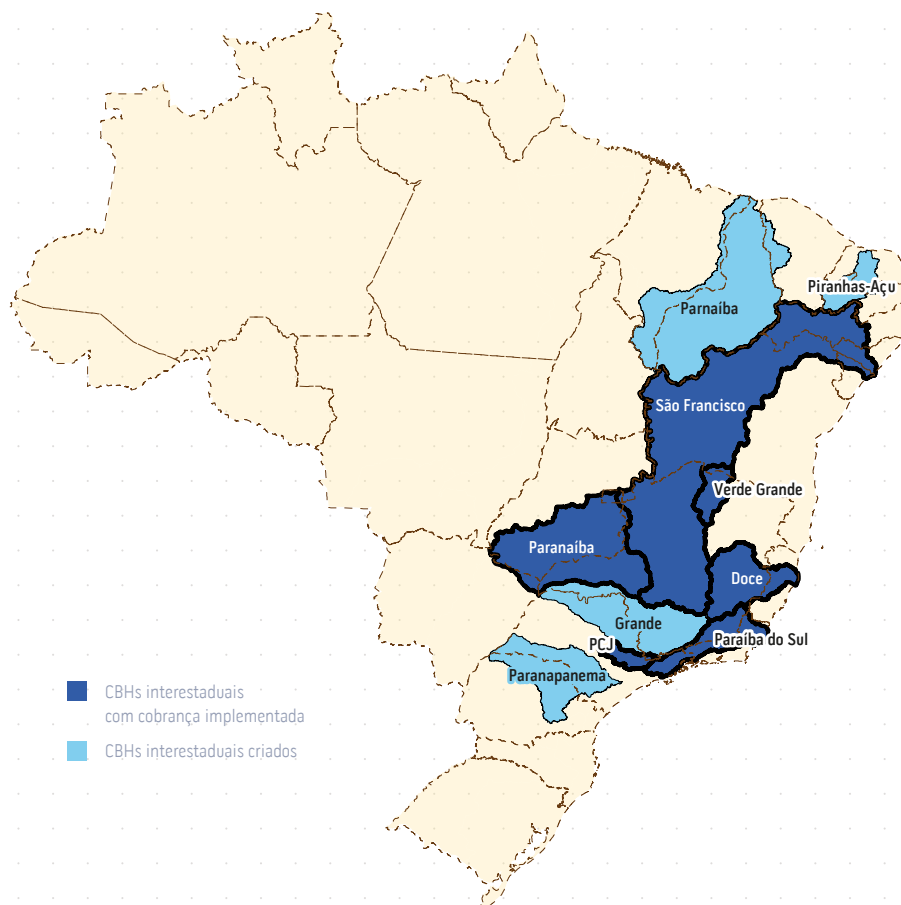 Piranhas-Açu
Parnaíba
São Francisco
Verde Grande
Paranaíba
Doce
Grande
Paraíba do Sul
PCJ
Paranapanema
CBHs interestaduais
com cobrança implementada
CBHs interestaduais criados